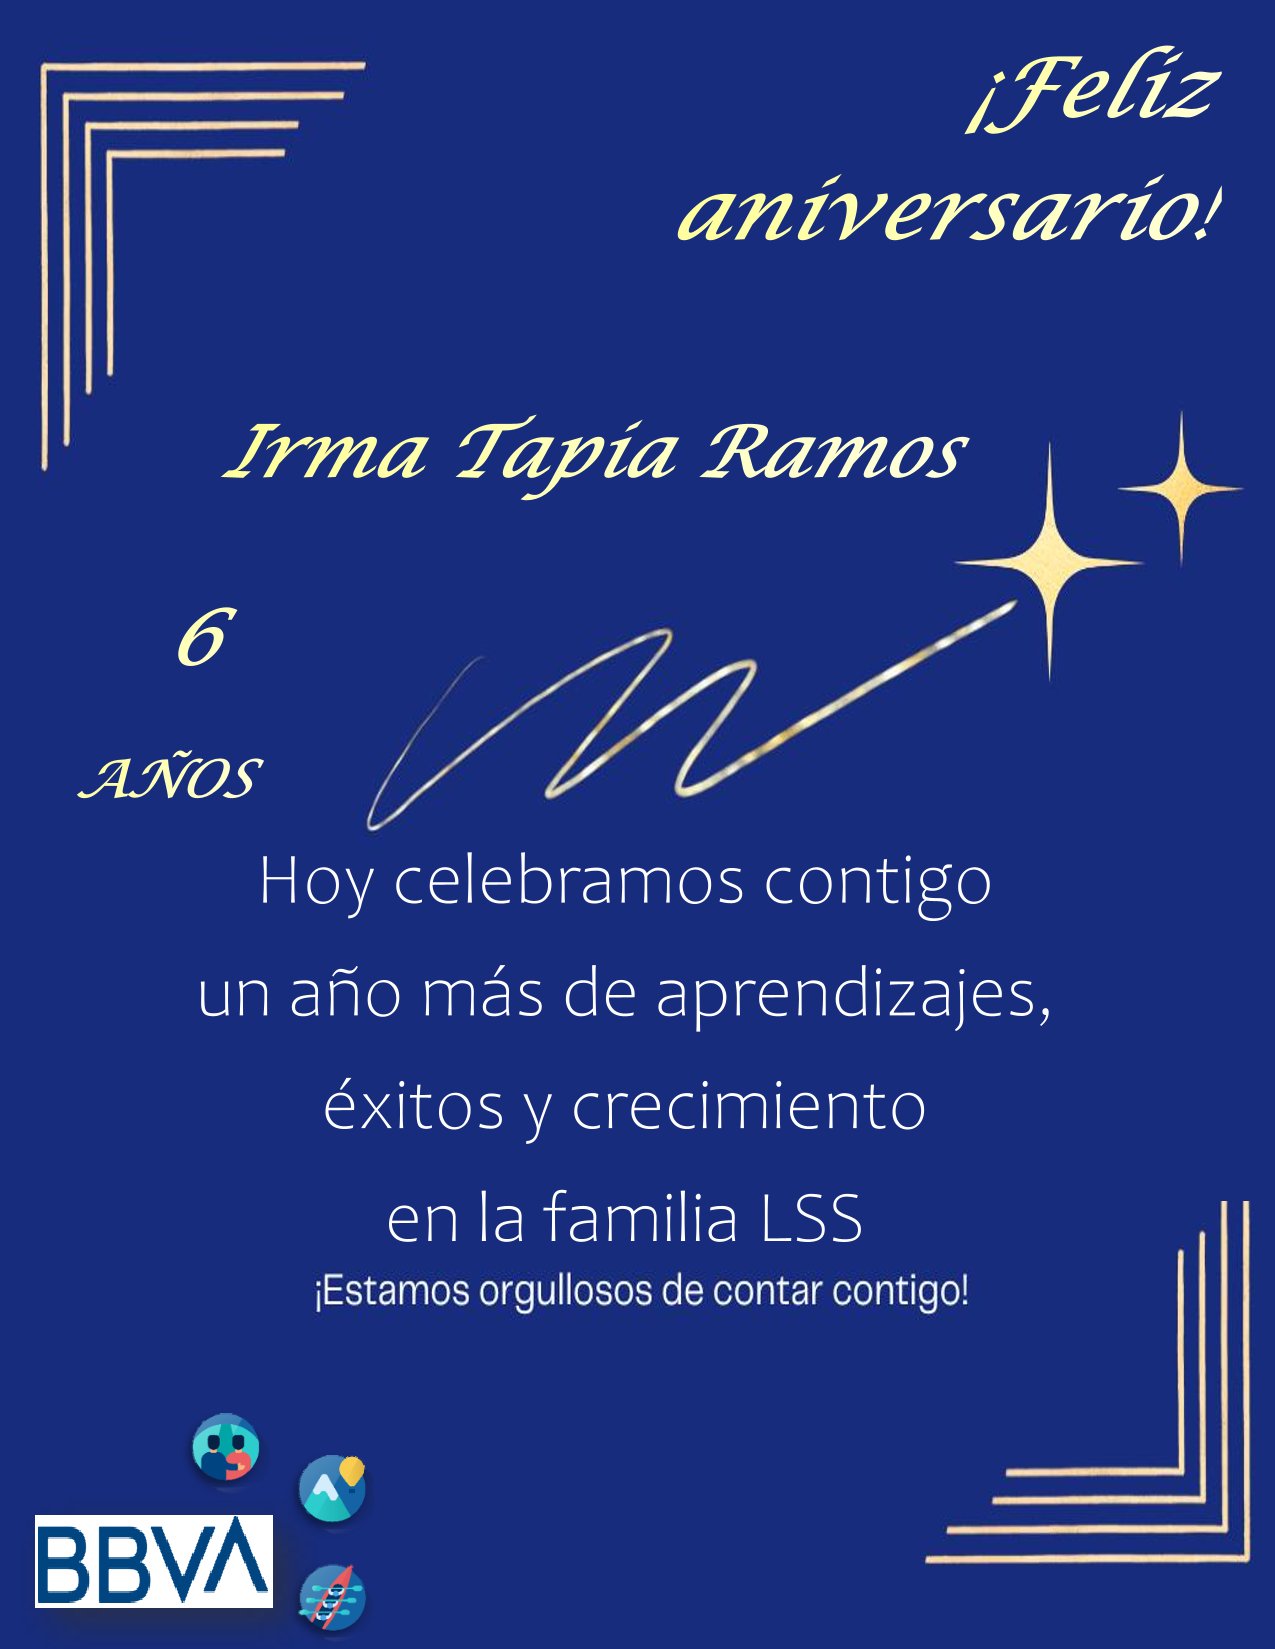 ¡Feliz
aniversario!
Irma Tapia Ramos
6
AÑOS
Hoy celebramos contigo
un año más de aprendizajes,
éxitos y crecimiento
en la familia LSS
¡Estamos orgullosos de contar contigo!
BBVA